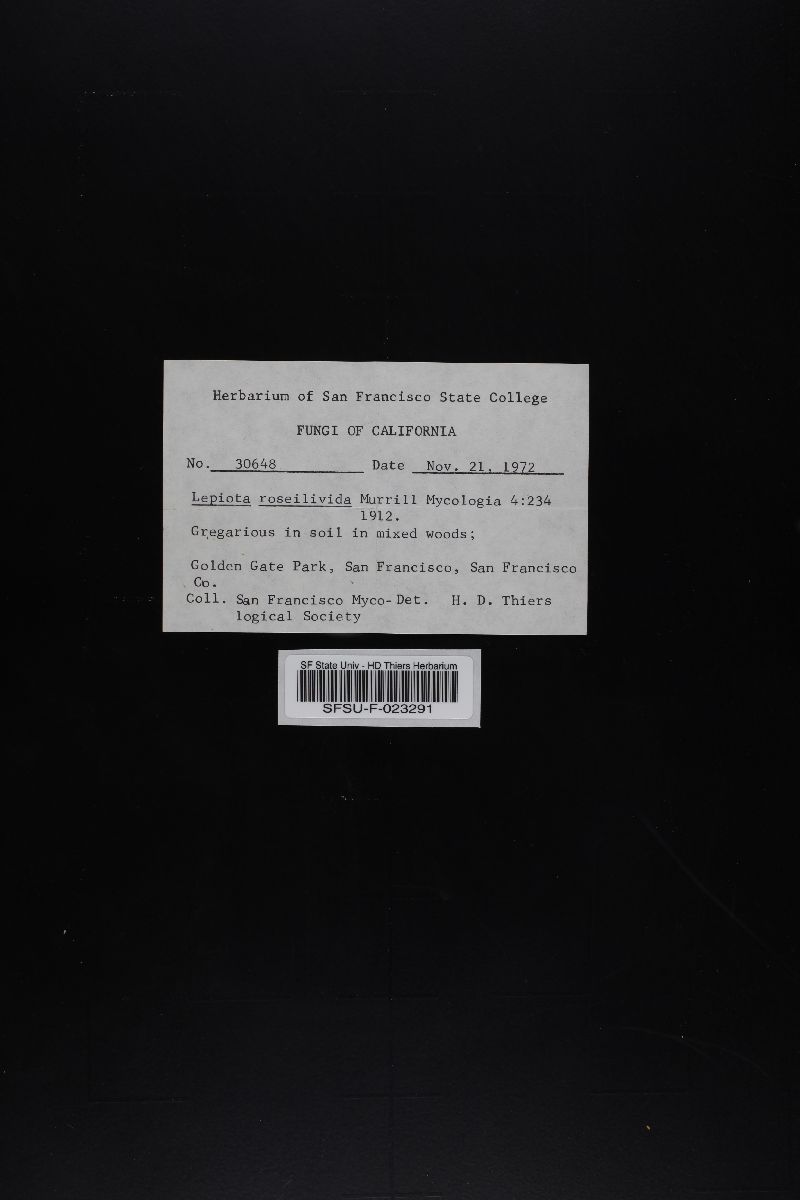 Herbarium of San Francisco State College
FUNGI OF CALIFORNIA
No. 30648 Date Nov. 21, 1972
Lepiota roseilivida Murrill Mycologia 4:234
1912.
Gregarious in soil in mixed woods;
Golden Gate Park, San Francisco, San Francisco
Co.
Coll. San Francisco Myco- Det. H. D. Thiers
logical Society
SF State Univ - HD Thiers Herbarium
SFSU-F-023291